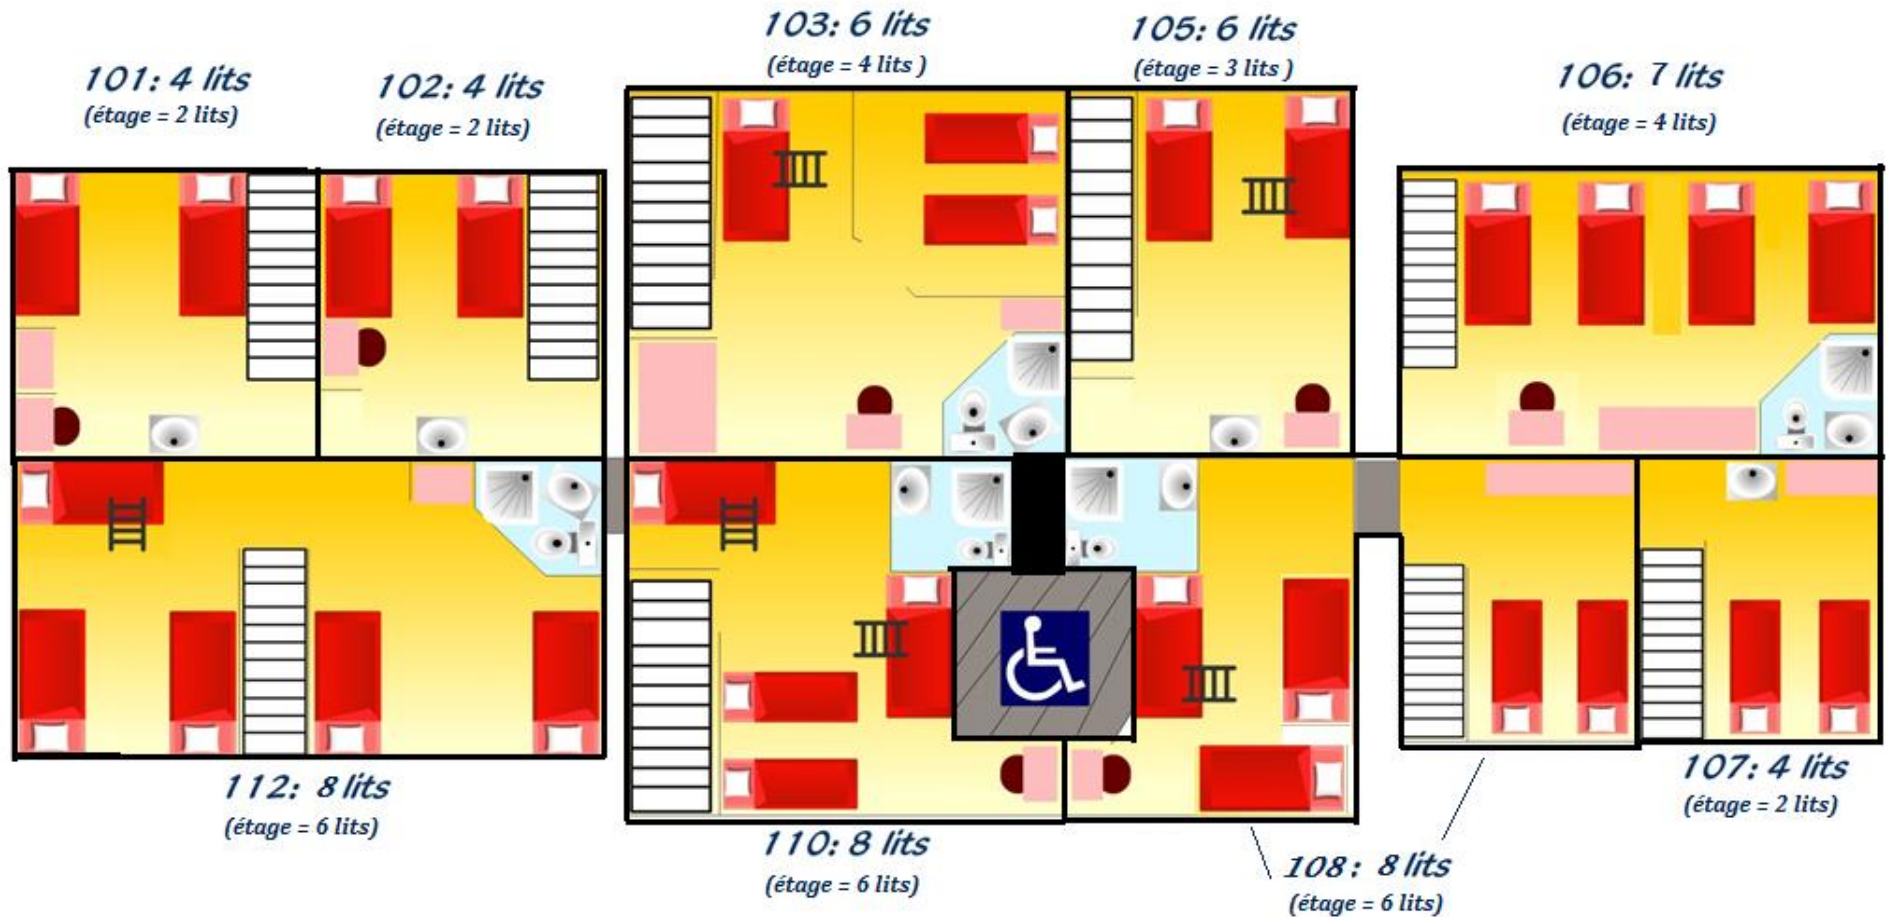 101: 4 lits
(étage = 2 lits)
102: 4 lits
(étage = 2 lits)
103: 6 lits
(étage = 4 lits )
105: 6 lits
(étage = 3 lits )
106: 7 lits
(étage = 4 lits)
112: 8 lits
(étage = 6 lits)
110: 8 lits
(étage = 6 lits)
108: 8 lits
(étage = 6 lits)
107: 4 lits
(étage = 2 lits)